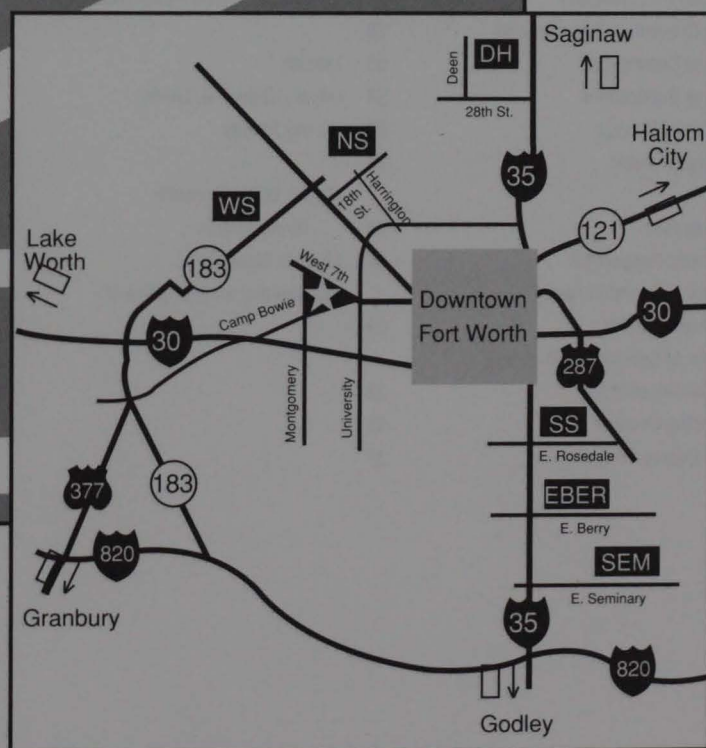 Saginaw
Deen
DH
28th St.
NS
Haltom
City
35
18th
St.
Harrington
WS
121
Lake
Worth
183
West 7th
Downtown
Fort Worth
Camp Bowie
30
30
287
Montgomery
University
SS
E. Rosedale
377
183
EBER
E. Berry
820
SEM
E. Seminary
Granbury
35
820
Godley